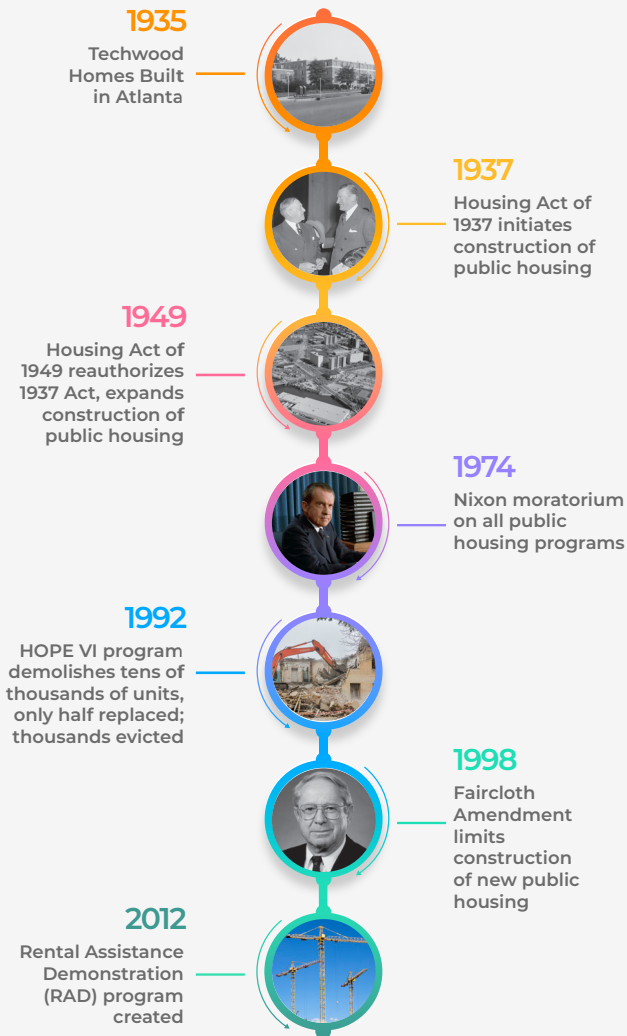 1935
Techwood
Homes Built
in Atlanta
1937
Housing Act of
1937 initiates
construction of
public housing
1949
Housing Act of
1949 reauthorizes
1937 Act, expands
construction of
public housing
1974
Nixon moratorium
on all public
housing programs
1992
HOPE VI program
demolishes tens of
thousands of units,
only half replaced;
thousands evicted
1998
Faircloth
Amendment
limits
construction
of new public
housing
2012
Rental Assistance
Demonstration
(RAD) program
created